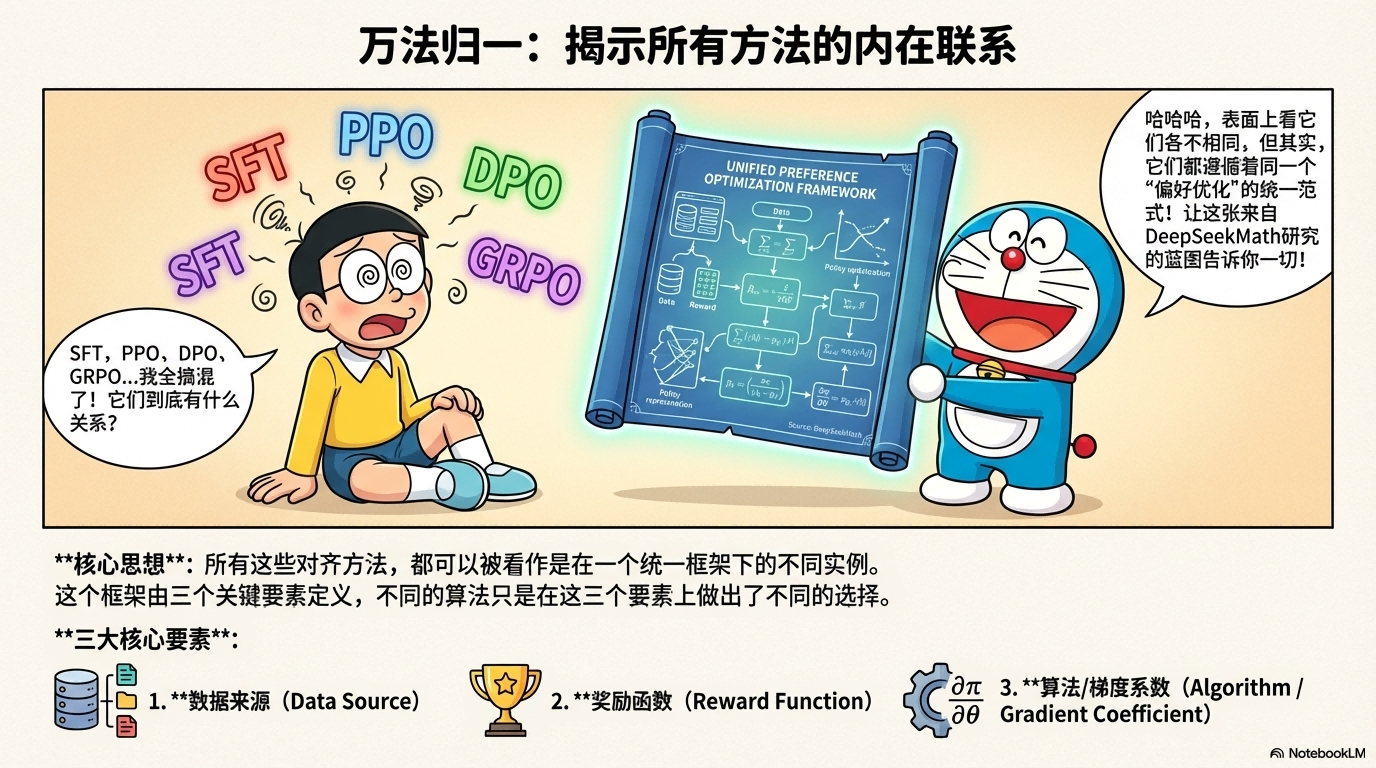 万法归一：揭示所有方法的内在联系
SFT
PPO
DPO
SFT
GRPO
SFT，PPO、DPO、
GRPO...我全搞混
了！它们到底有什么
关系？
UNIFIED PREFERENCE
OPTIMIZATION FRAMEWORK
Data
Data
Reward
Source: DeepSeekMath
哈哈哈，表面上看它
们各不相同，但其实，
它们都遵循着同一个
“偏好优化”的统一范
式！让这张来自
DeepSeekMath研究
的蓝图告诉你一切！
**核心思想**：所有这些对齐方法，都可以被看作是在一个统一框架下的不同实例。
这个框架由三个关键要素定义，不同的算法只是在这三个要素上做出了不同的选择。
**三大核心要素**：
1. **数据来源（Data Source）
2. **奖励函数（Reward Function）
∂π
∂θ
3. **算法/梯度系数（Algorithm /
Gradient Coefficient）
NotebookLM